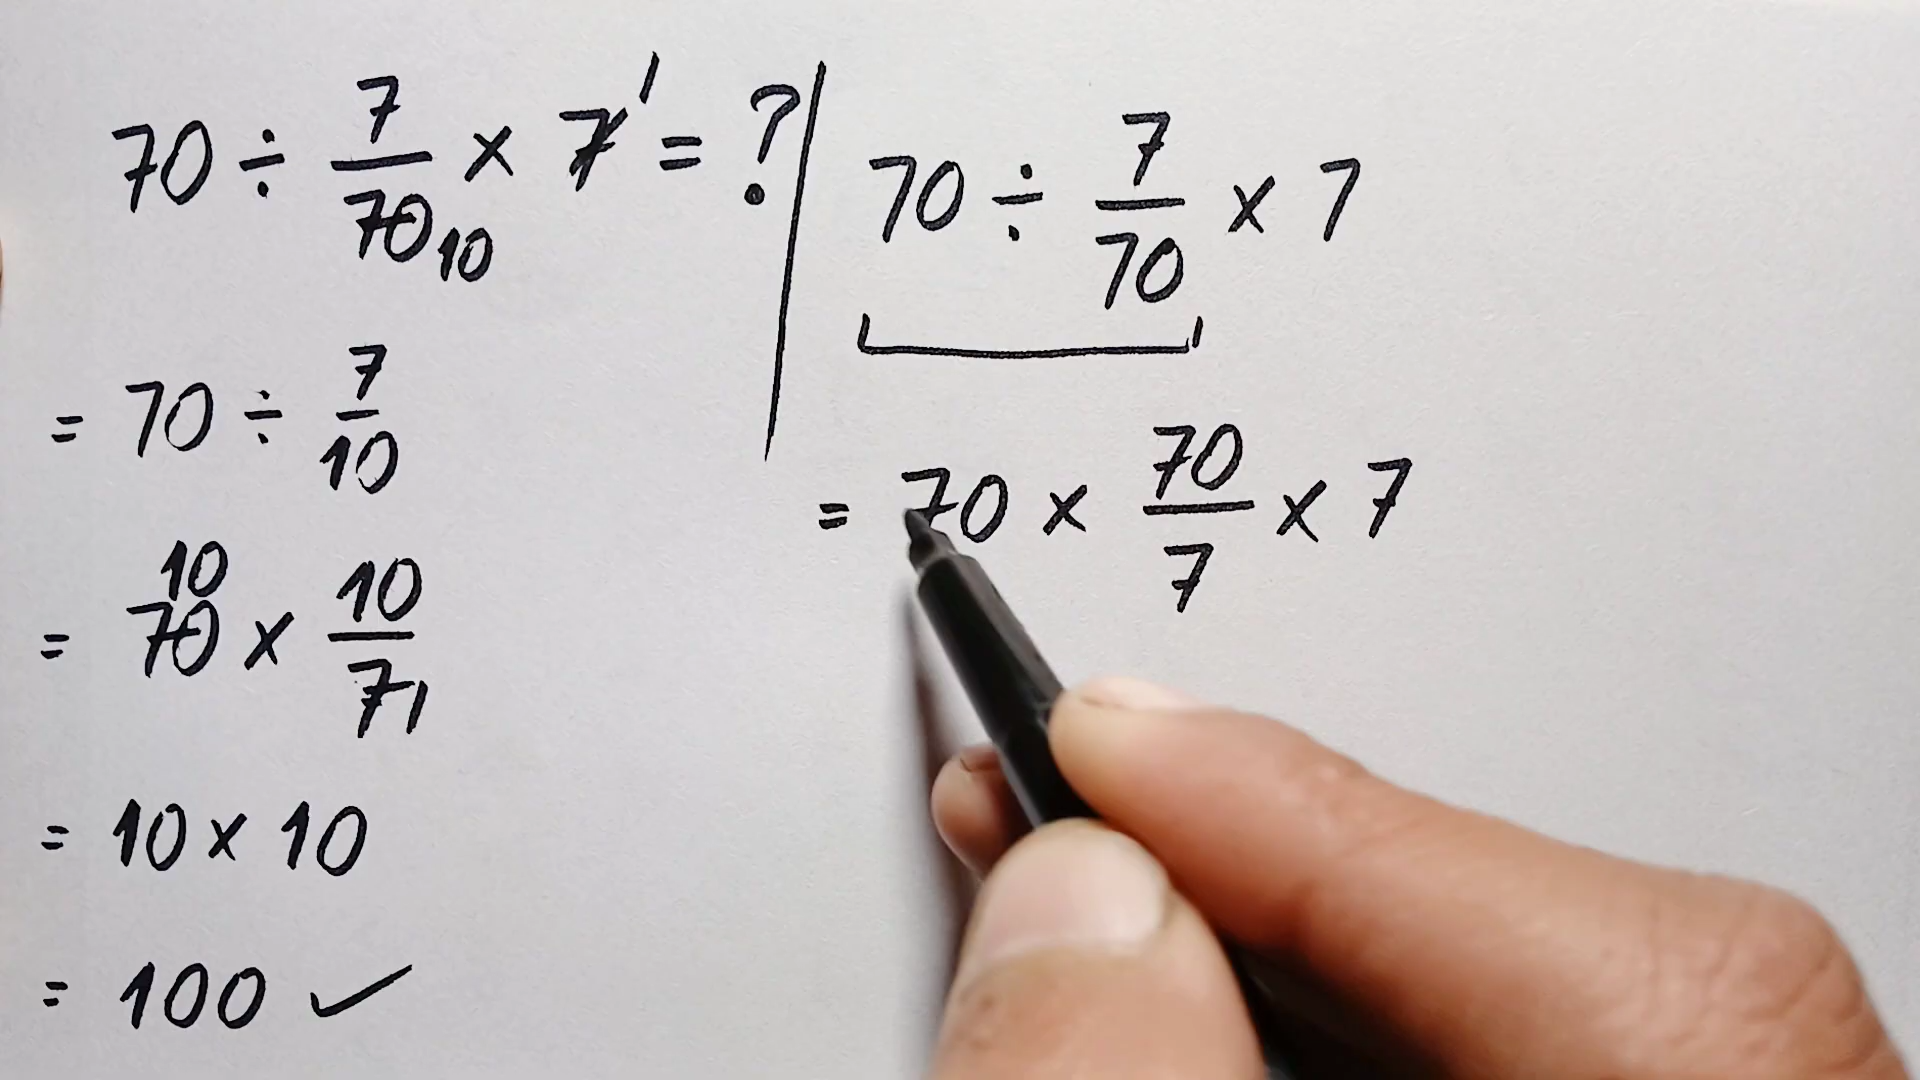 70 ÷ 7/70 10 × 7 1 = ?
= 70 ÷ 7/10
= 70 10 × 10/7 1
= 10 × 10
= 100 ✓
70 ÷ 7/70 × 7
= 70 × 70/7 × 7